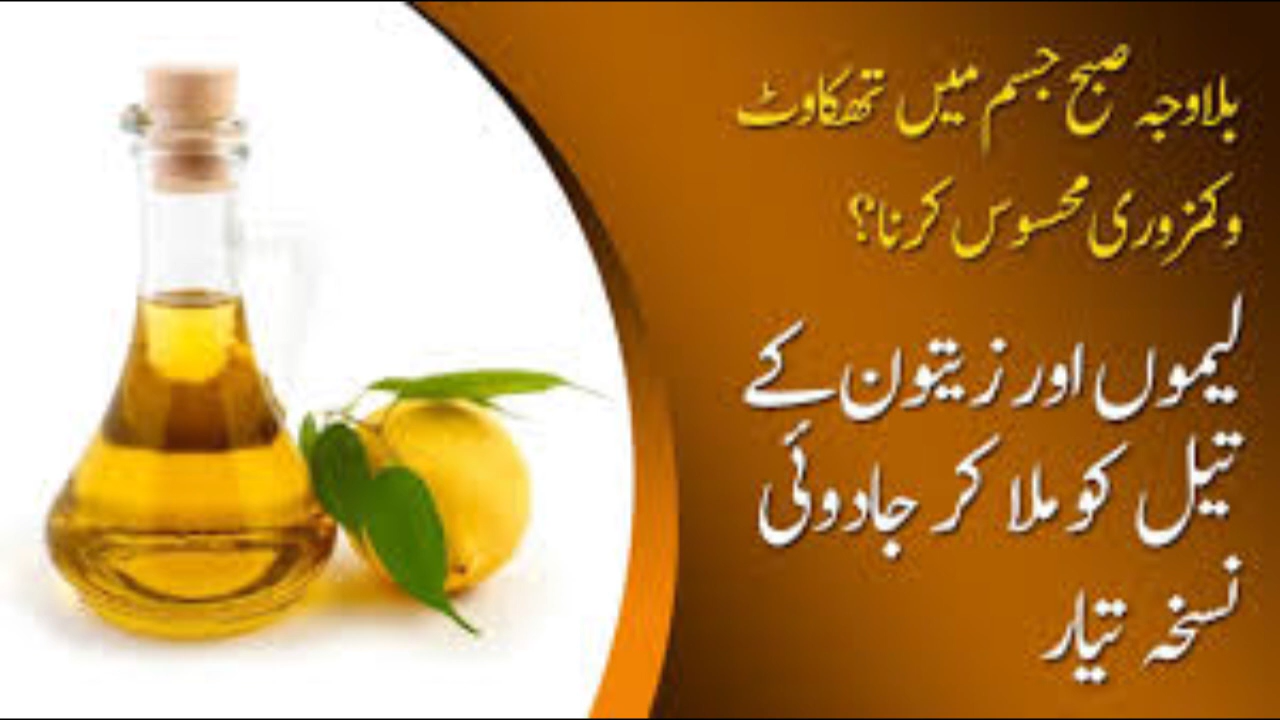 بلاوجہ صبح جسم میں تھکاوٹ
وکمزوری محسوس کرنا؟
لیموں اور زیتون کے
تیل کو ملا کر جادوئی
نسخہ تیار